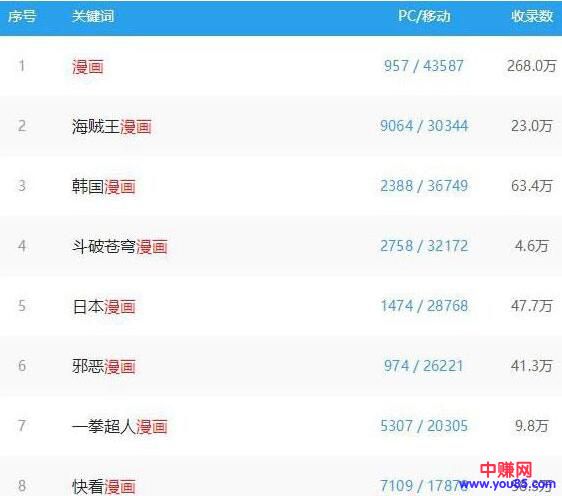 序号 关键词 PC/移动 收录数
1 漫画 957 / 43587 268.0万
2 海贼王漫画 9064 / 30344 23.0万
3 韩国漫画 2388 / 36749 63.4万
4 斗破苍穹漫画 2758 / 32172 4.6万
5 日本漫画 1474 / 28768 47.7万
6 邪恶漫画 974 / 26221 41.3万
7 一拳超人漫画 5307 / 20305 9.8万
中赚网
8 快看漫画 7109 / 17876
www.you85.com